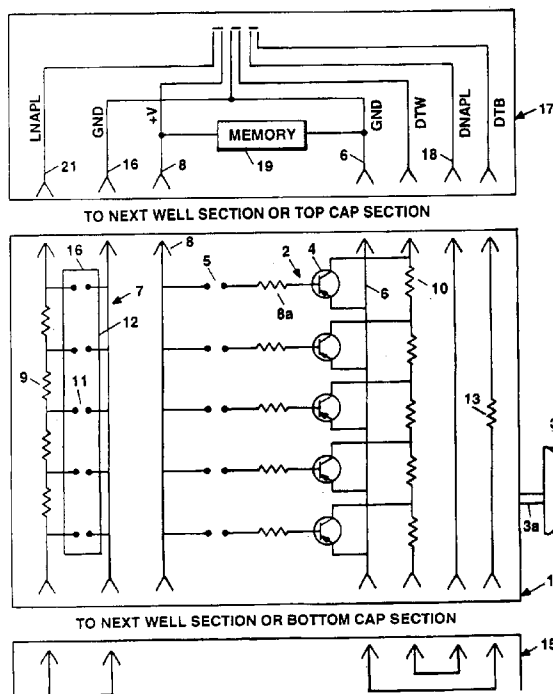 LNAPL
GND
+V
GND
DTW
DNAPL
DTB
17
MEMORY
21
16
8
19
6
18
TO NEXT WELL SECTION OR TOP CAP SECTION
16
8
5
2
4
7
8a
6
10
12
9
11
13
3a
TO NEXT WELL SECTION OR BOTTOM CAP SECTION
15